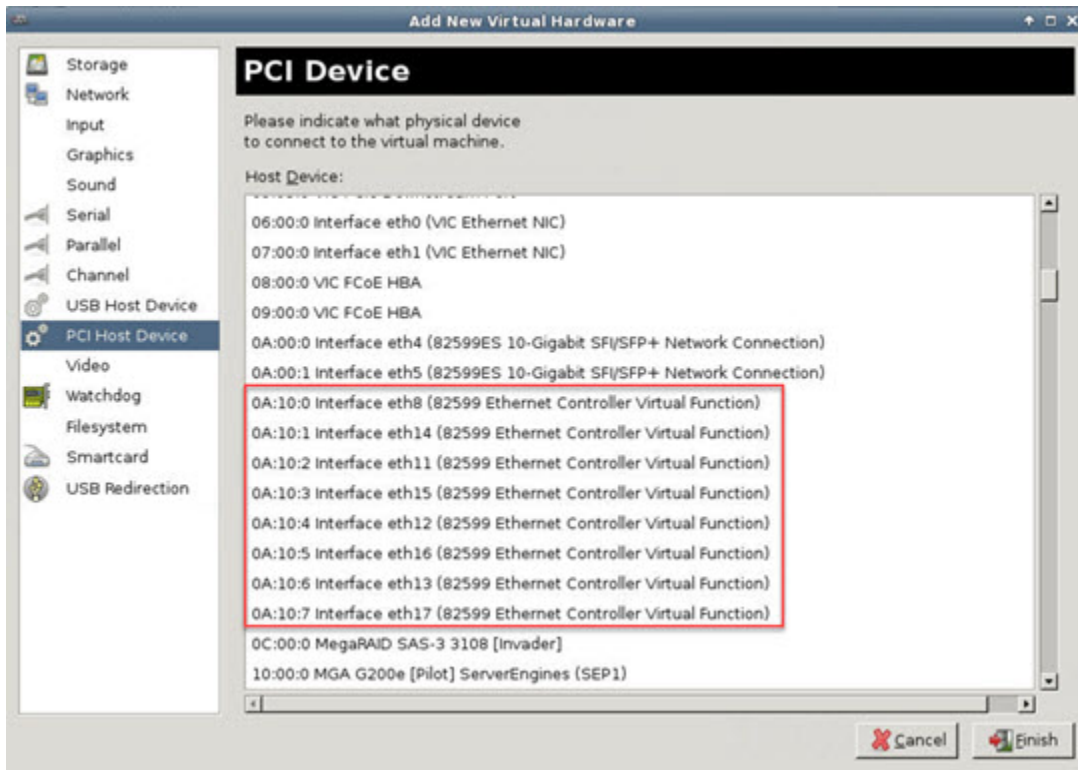 Add New Virtual Hardware
Storage
Network
Input
Graphics
Sound
Serial
Parallel
Channel
USB Host Device
PCI Host Device
Video
Watchdog
Filesystem
Smartcard
USB Redirection
PCI Device
Please indicate what physical device
to connect to the virtual machine.
Host Device:
06:00:0 Interface eth0 (VIC Ethernet NIC)
07:00:0 Interface eth1 (VIC Ethernet NIC)
08:00:0 VIC FCoE HBA
09:00:0 VIC FCoE HBA
0A:00:0 Interface eth4 (82599ES 10-Gigabit SFI/SFP+ Network Connection)
0A:00:1 Interface eth5 (82599ES 10-Gigabit SFI/SFP+ Network Connection)
0A:10:0 Interface eth8 (82599 Ethernet Controller Virtual Function)
0A:10:1 Interface eth14 (82599 Ethernet Controller Virtual Function)
0A:10:2 Interface eth11 (82599 Ethernet Controller Virtual Function)
0A:10:3 Interface eth15 (82599 Ethernet Controller Virtual Function)
0A:10:4 Interface eth12 (82599 Ethernet Controller Virtual Function)
0A:10:5 Interface eth16 (82599 Ethernet Controller Virtual Function)
0A:10:6 Interface eth13 (82599 Ethernet Controller Virtual Function)
0A:10:7 Interface eth17 (82599 Ethernet Controller Virtual Function)
0C:00:0 MegaRAID SAS-3 3108 [Invader]
10:00:0 MGA G200e [Pilot] ServerEngines (SEP1)
Cancel
Finish